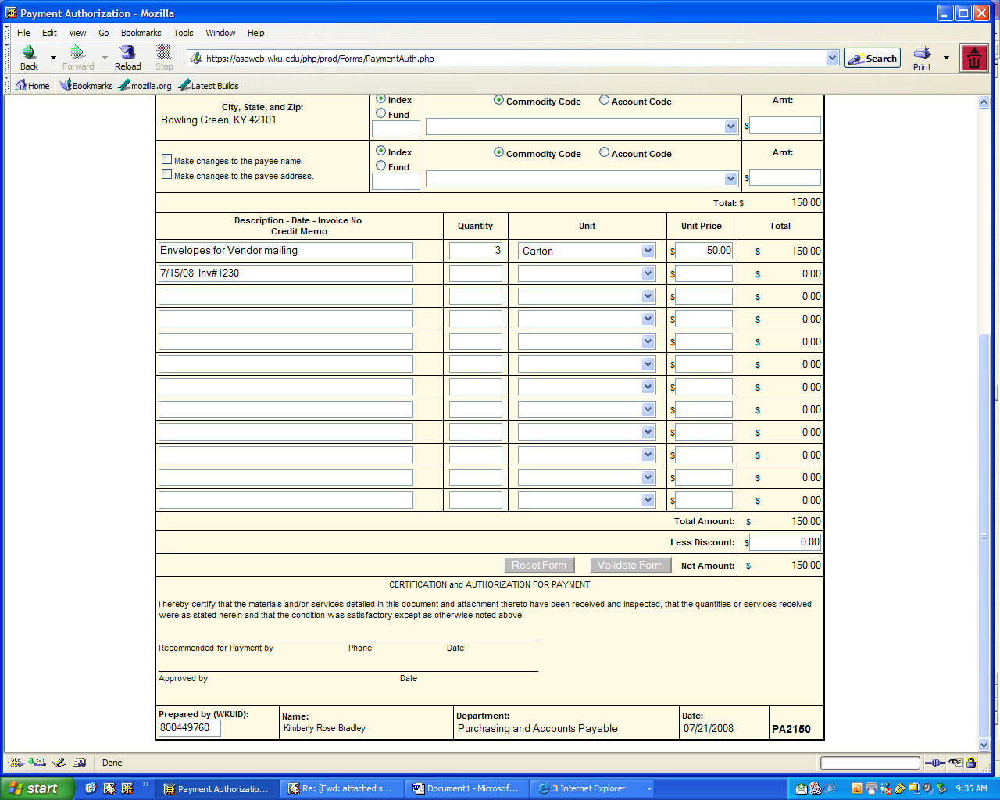 Payment Authorization - Mozilla
File Edit View Go Bookmarks Tools Window Help
Back Forward Reload Stop https://asaweb.wku.edu/php/prod/Forms/PaymentAuth.php Search Print
Home Bookmarks mozilla.org Latest Builds
City, State, and Zip: Index Commodity Code Account Code Amt:
Bowling Green, KY 42101 Fund
$
Index Commodity Code Account Code Amt:
Make changes to the payee name. Fund
Make changes to the payee address. $
Total: $ 150.00
Description - Date - Invoice No
Credit Memo Quantity Unit Unit Price Total
Envelopes for Vendor mailing 3 Carton $ 50.00 $ 150.00
7/15/08, Inv#1230 $ $ 0.00
$ $ 0.00
$ $ 0.00
$ $ 0.00
$ $ 0.00
$ $ 0.00
$ $ 0.00
$ $ 0.00
$ $ 0.00
$ $ 0.00
$ $ 0.00
Total Amount: $ 150.00
Less Discount: $ 0.00
Reset Form Validate Form Net Amount: $ 150.00
CERTIFICATION and AUTHORIZATION FOR PAYMENT
I hereby certify that the materials and/or services detailed in this document and attachment thereto have been received and inspected, that the quantities or services received
were as stated herein and that the condition was satisfactory except as otherwise noted above.
Recommended for Payment by Phone Date
Approved by Date
Prepared by (WKUID): Name: Department: Date:
800449760 Kimberly Rose Bradley Purchasing and Accounts Payable 07/21/2008 PA2150
Done
start Payment Authorizatio... Re: [Fwd: attached s... Document1 - Microsof... 3 Internet Explorer 9:35 AM